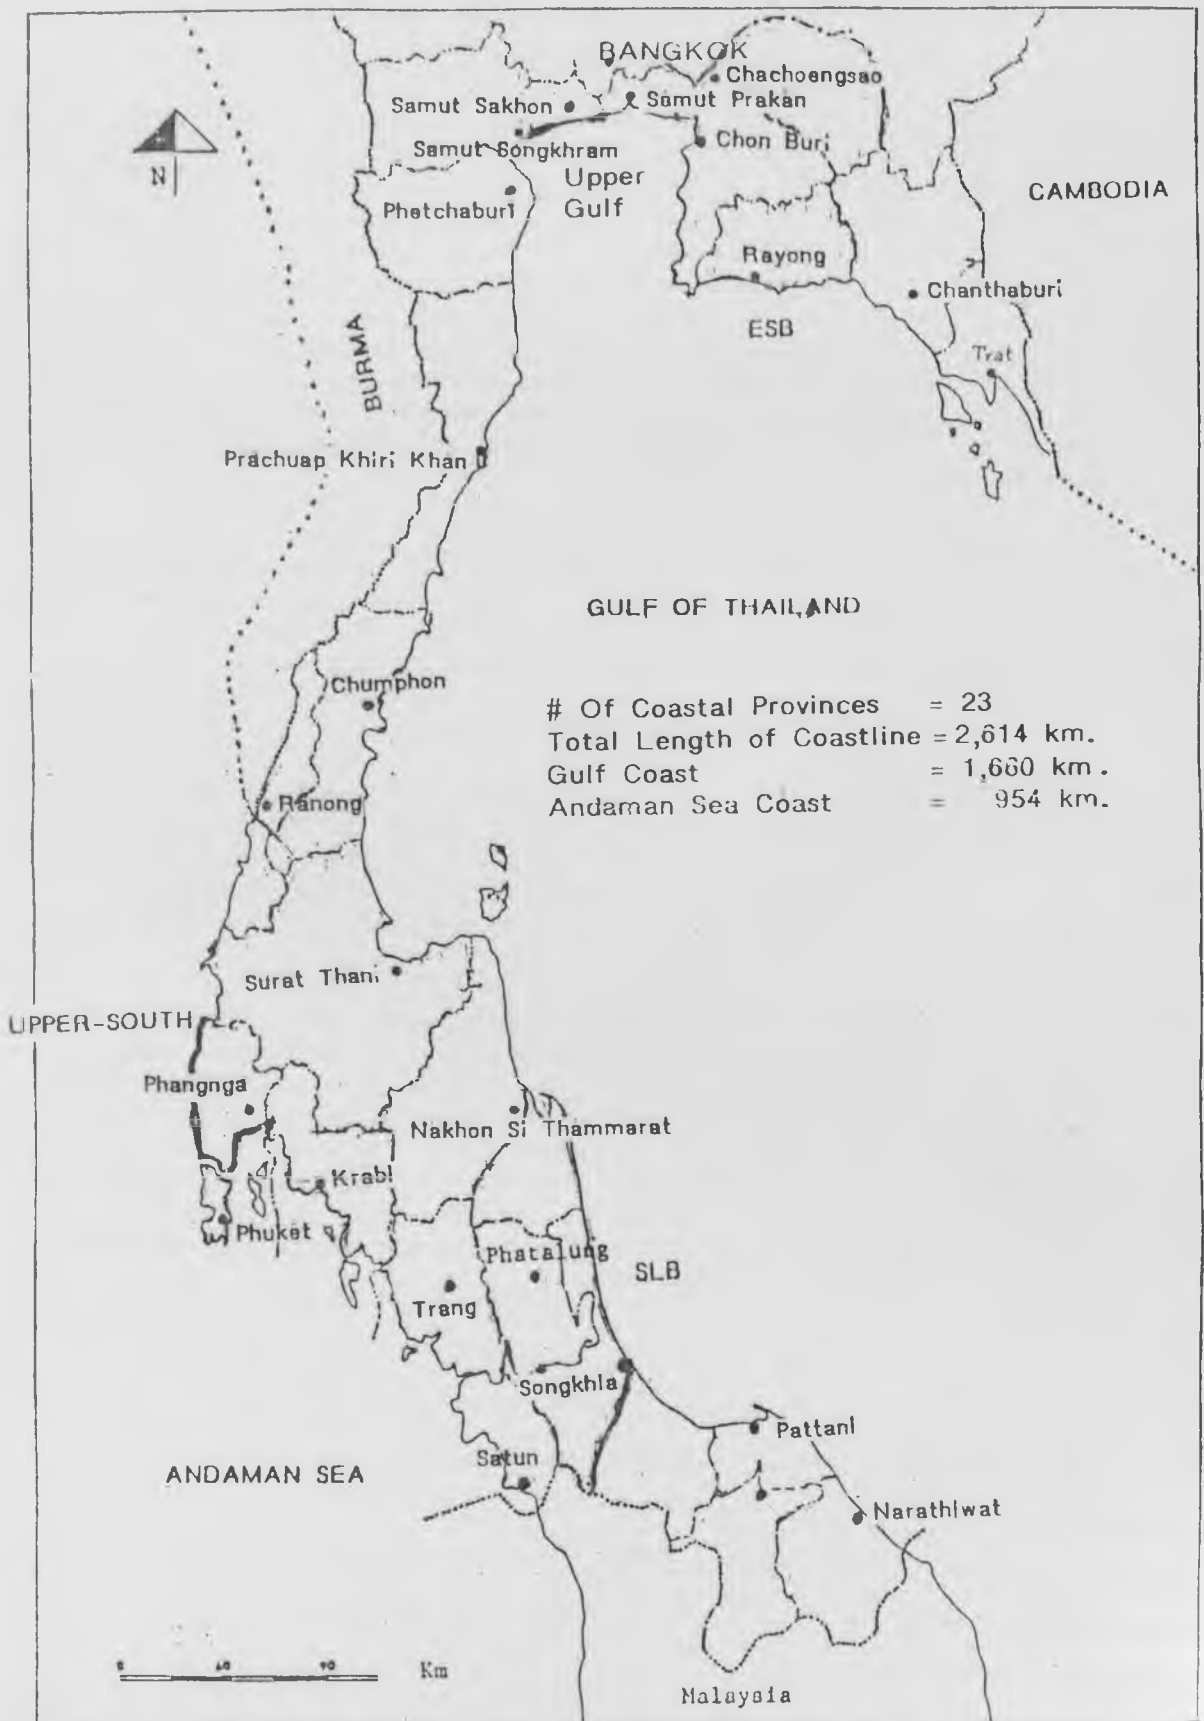 BANGKOK
Chachoengsao
Samut Sakhon
Samut Prakan
Samut Songkhram
Chon Buri
N
Upper
Gulf
CAMBODIA
Phetchaburi
Rayong
Chanthaburi
ESB
BURMA
Trat
Prachuap Khiri Khan
GULF OF THAILAND
Chumphon
# Of Coastal Provinces = 23
Total Length of Coastline = 2,614 km.
Gulf Coast = 1,660 km.
Andaman Sea Coast = 954 km.
Ranong
Surat Thani
UPPER-SOUTH
Phangnga
Nakhon Si Thammarat
Krabi
Phuket
Phatalung
SLB
Trang
Songkhla
Pattani
Satun
ANDAMAN SEA
Narathiwat
Km
Malaysia